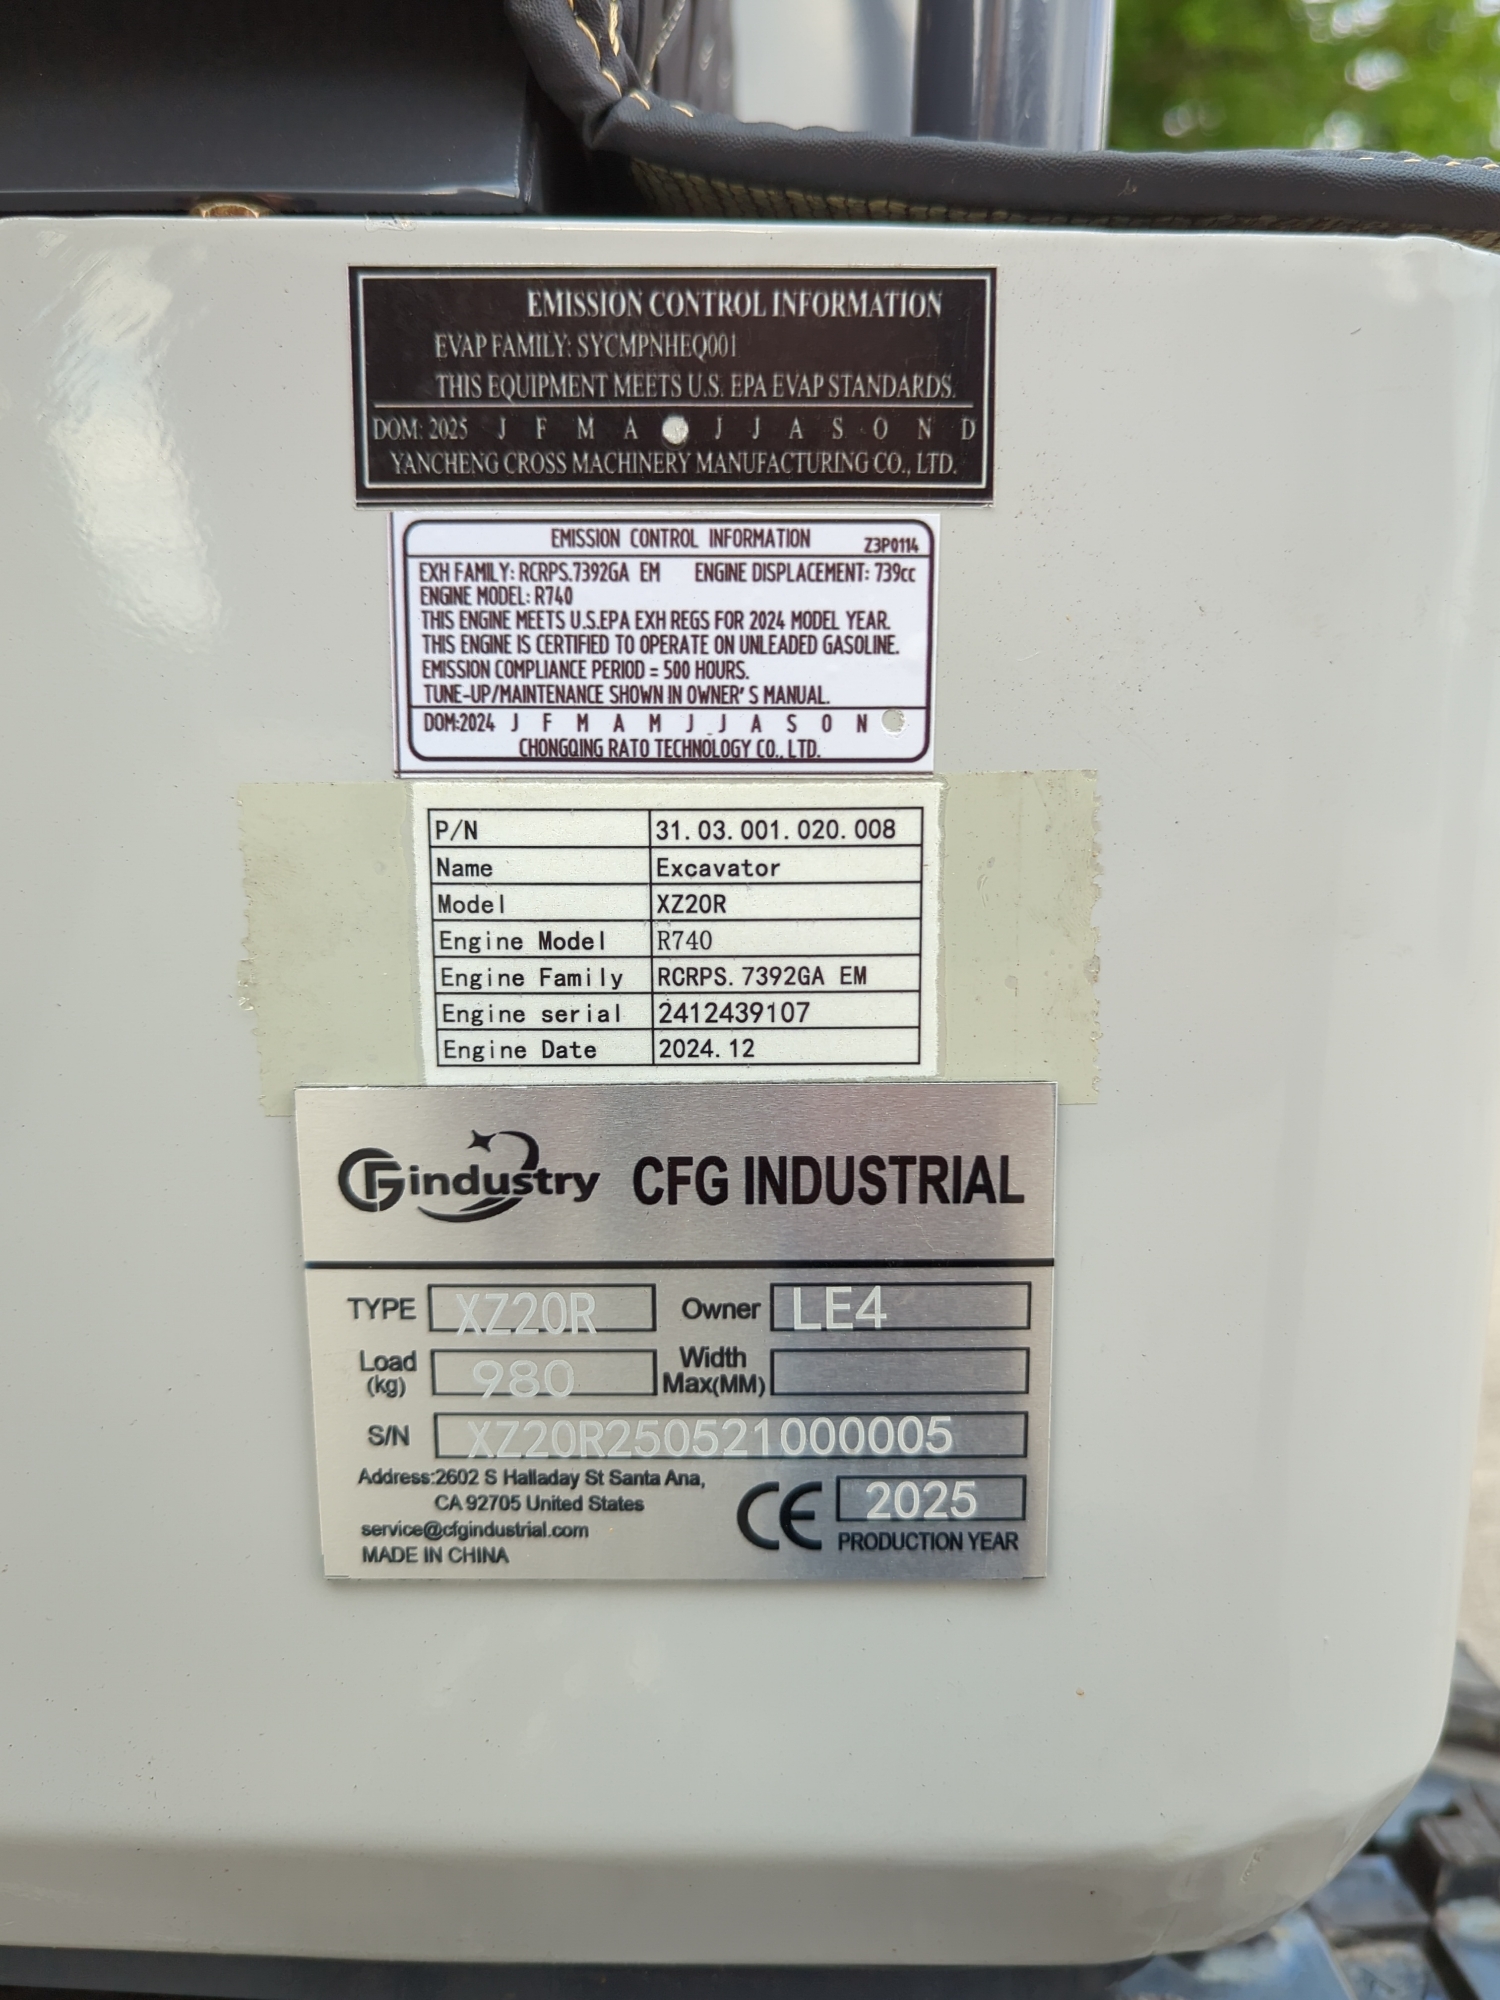 EMISSION CONTROL INFORMATION
EVAP FAMILY: SYCMPNHEQ001
THIS EQUIPMENT MEETS U.S. EPA EVAP STANDARDS.
DOM: 2025 J F M A J J A S O N D
YANCHENG CROSS MACHINERY MANUFACTURING CO., LTD.
EMISSION CONTROL INFORMATION Z3P0114
EXH FAMILY: RCRPS.7392GA EM ENGINE DISPLACEMENT: 739cc
ENGINE MODEL: R740
THIS ENGINE MEETS U.S.EPA EXH REGS FOR 2024 MODEL YEAR.
THIS ENGINE IS CERTIFIED TO OPERATE ON UNLEADED GASOLINE.
EMISSION COMPLIANCE PERIOD = 500 HOURS.
TUNE-UP/MAINTENANCE SHOWN IN OWNER'S MANUAL.
DOM:2024 J F M A M J J A S O N
CHONGQING RATO TECHNOLOGY CO., LTD.
P/N 31.03.001.020.008
Name Excavator
Model XZ20R
Engine Model R740
Engine Family RCRPS.7392GA EM
Engine serial 2412439107
Engine Date 2024.12
CFGindustry CFG INDUSTRIAL
TYPE XZ20R Owner LE4
Load (kg) 980 Width Max(MM)
S/N XZ20R250521000005
Address:2602 S Halladay St Santa Ana,
CA 92705 United States
service@cfgindustrial.com
MADE IN CHINA
CE 2025
PRODUCTION YEAR